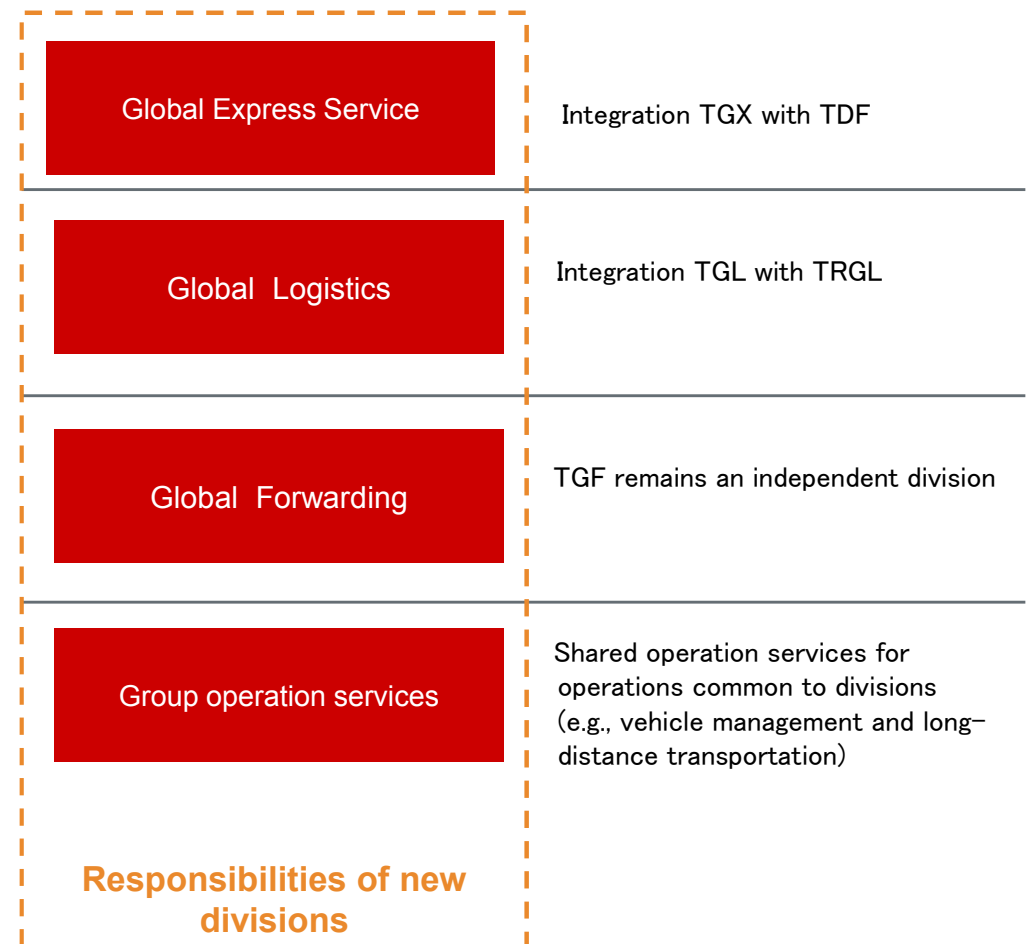 Global Express Service
Integration TGX with TDF
Global Logistics
Integration TGL with TRGL
Global Forwarding
TGF remains an independent division
Group operation services
Shared operation services for
operations common to divisions
(e.g., vehicle management and long-
distance transportation)
Responsibilities of new
divisions